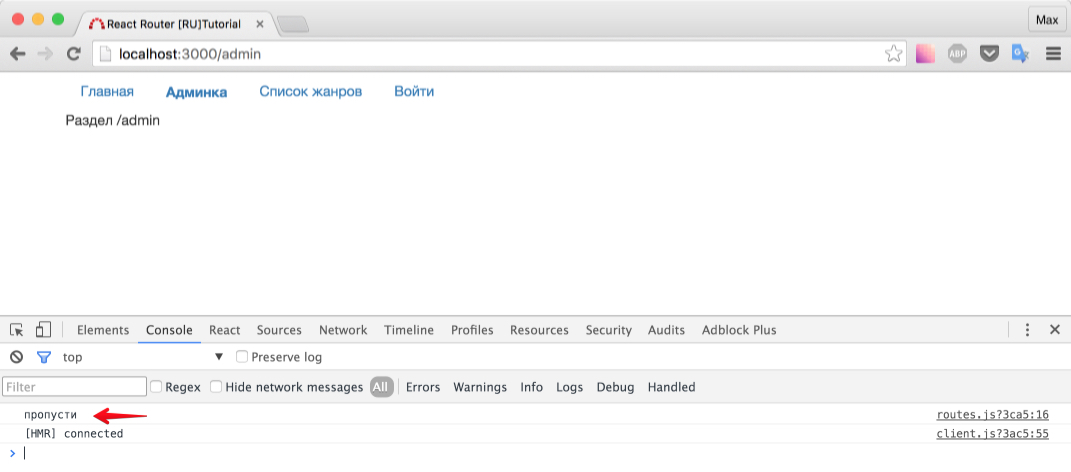 React Router [RU]Tutorial
Max
localhost:3000/admin
ABP
G
Главная Админка Список жанров Войти
Раздел /admin
Elements Console React Sources Network Timeline Profiles Resources Security Audits Adblock Plus
top Preserve log
Filter Regex Hide network messages All Errors Warnings Info Logs Debug Handled
пропусти routes.js?3ca5:16
[HMR] connected client.js?3ac5:55